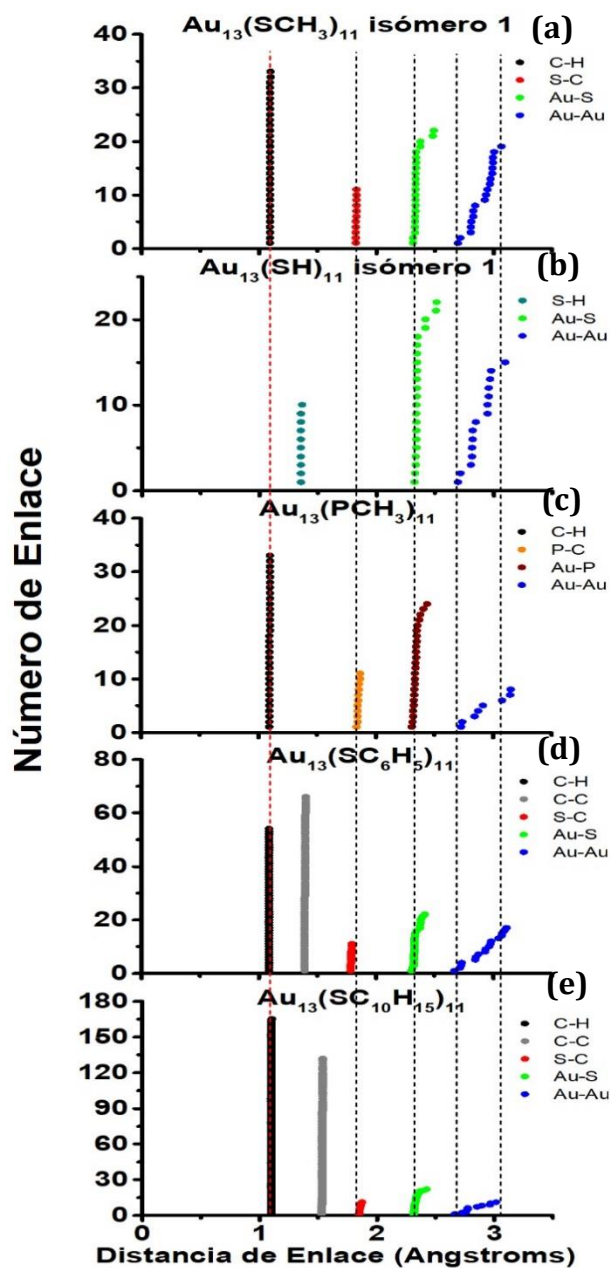 Au13(SCH3)11 isómero 1
(a)
C-H
S-C
Au-S
Au-Au
40
30
20
10
0
Au13(SH)11 isómero 1
(b)
S-H
Au-S
Au-Au
20
10
0
Au13(PCH3)11
(c)
C-H
P-C
Au-P
Au-Au
40
30
20
10
0
Au13(SC6H5)11
(d)
C-H
C-C
S-C
Au-S
Au-Au
80
60
40
20
0
Au13(SC10H15)11
(e)
C-H
C-C
S-C
Au-S
Au-Au
180
150
120
90
60
30
0
0 1 2 3
Distancia de Enlace (Angstroms)
Número de Enlace